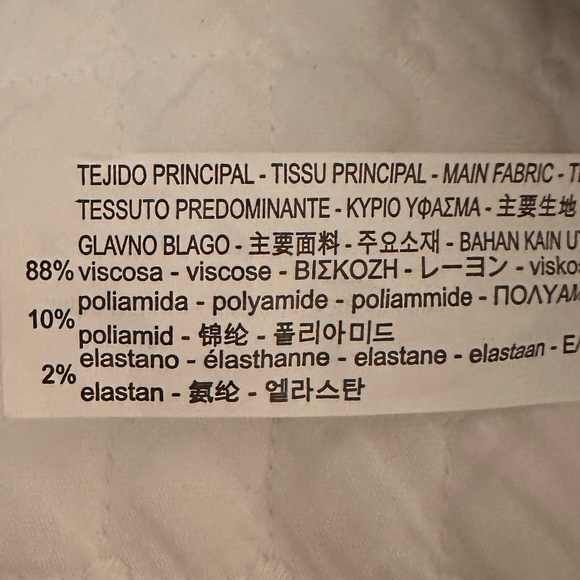 TEJIDO PRINCIPAL - TISSU PRINCIPAL - MAIN FABRIC -
TESSUTO PREDOMINANTE - ΚΥΡΙΟ ΥΦΑΣΜΑ - 主要生地
GLAVNO BLAGO - 主要面料 - 주요소재 - BAHAN KAIN
88% viscosa - viscose - ΒΙΣΚΟΖΗ - レーヨン -
poliamida - polyamide - poliammide -
10% poliamid - 锦纶 - 폴리아미드
elastano - élasthanne - elastane - elastaan -
2% elastan - 氨纶 - 엘라스탄